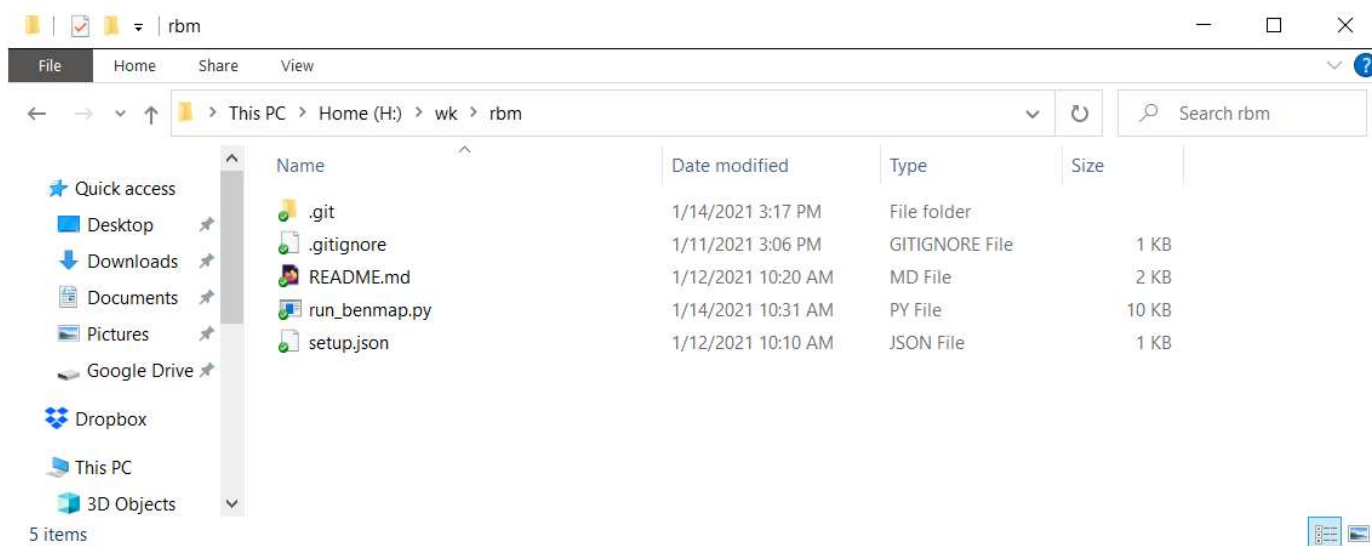 rbm
File Home Share View ?
This PC > Home (H:) > wk > rbm Search rbm
Name Date modified Type Size
Quick access
Desktop
Downloads
Documents
Pictures
Google Drive
Dropbox
This PC
3D Objects
.git 1/14/2021 3:17 PM File folder
.gitignore 1/11/2021 3:06 PM GITIGNORE File 1 KB
README.md 1/12/2021 10:20 AM MD File 2 KB
run_benmap.py 1/14/2021 10:31 AM PY File 10 KB
setup.json 1/12/2021 10:10 AM JSON File 1 KB
5 items